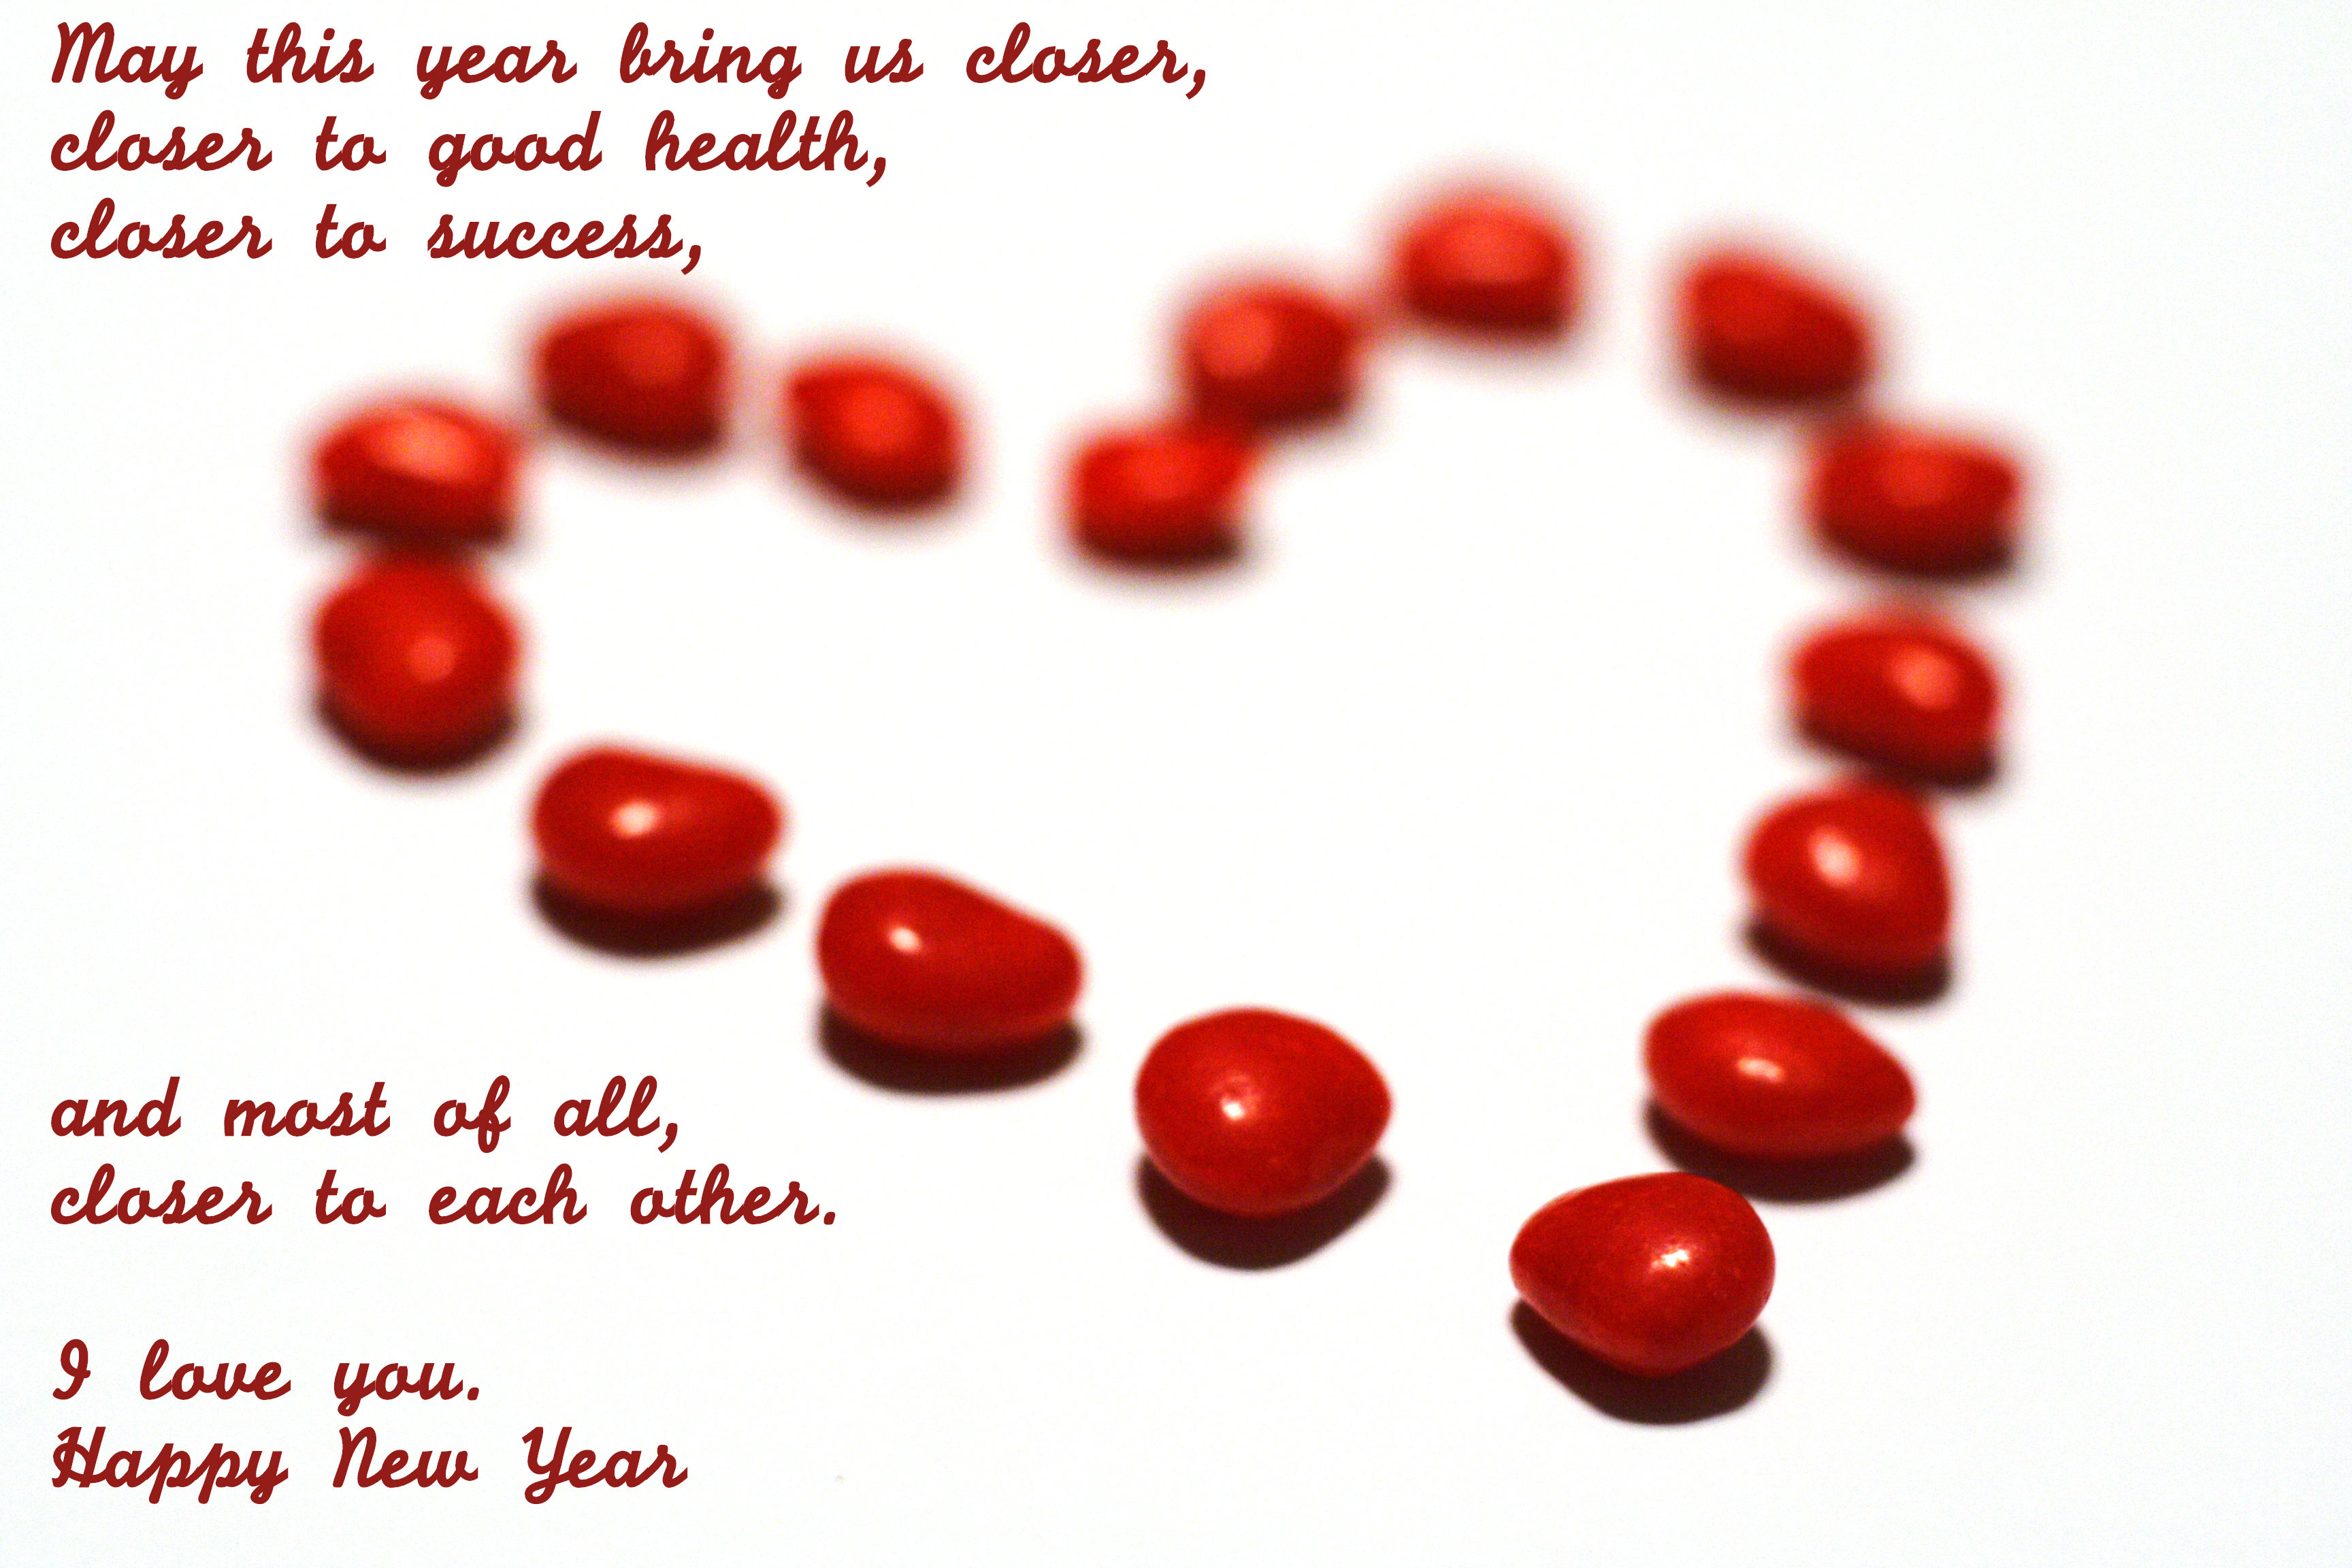 May this year bring us closer,
closer to good health,
closer to success,
and most of all,
closer to each other.
I love you.
Happy New Year